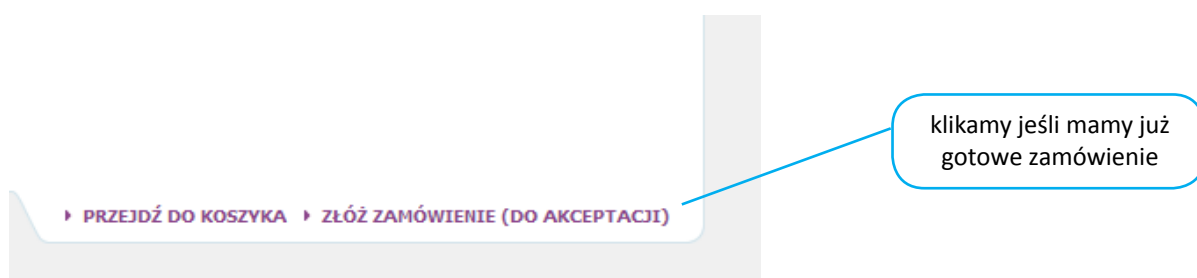 klikamy jeśli mamy już
gotowe zamówienie
PRZEJDŹ DO KOSZYKA ZŁÓŻ ZAMÓWIENIE (DO AKCEPTACJI)